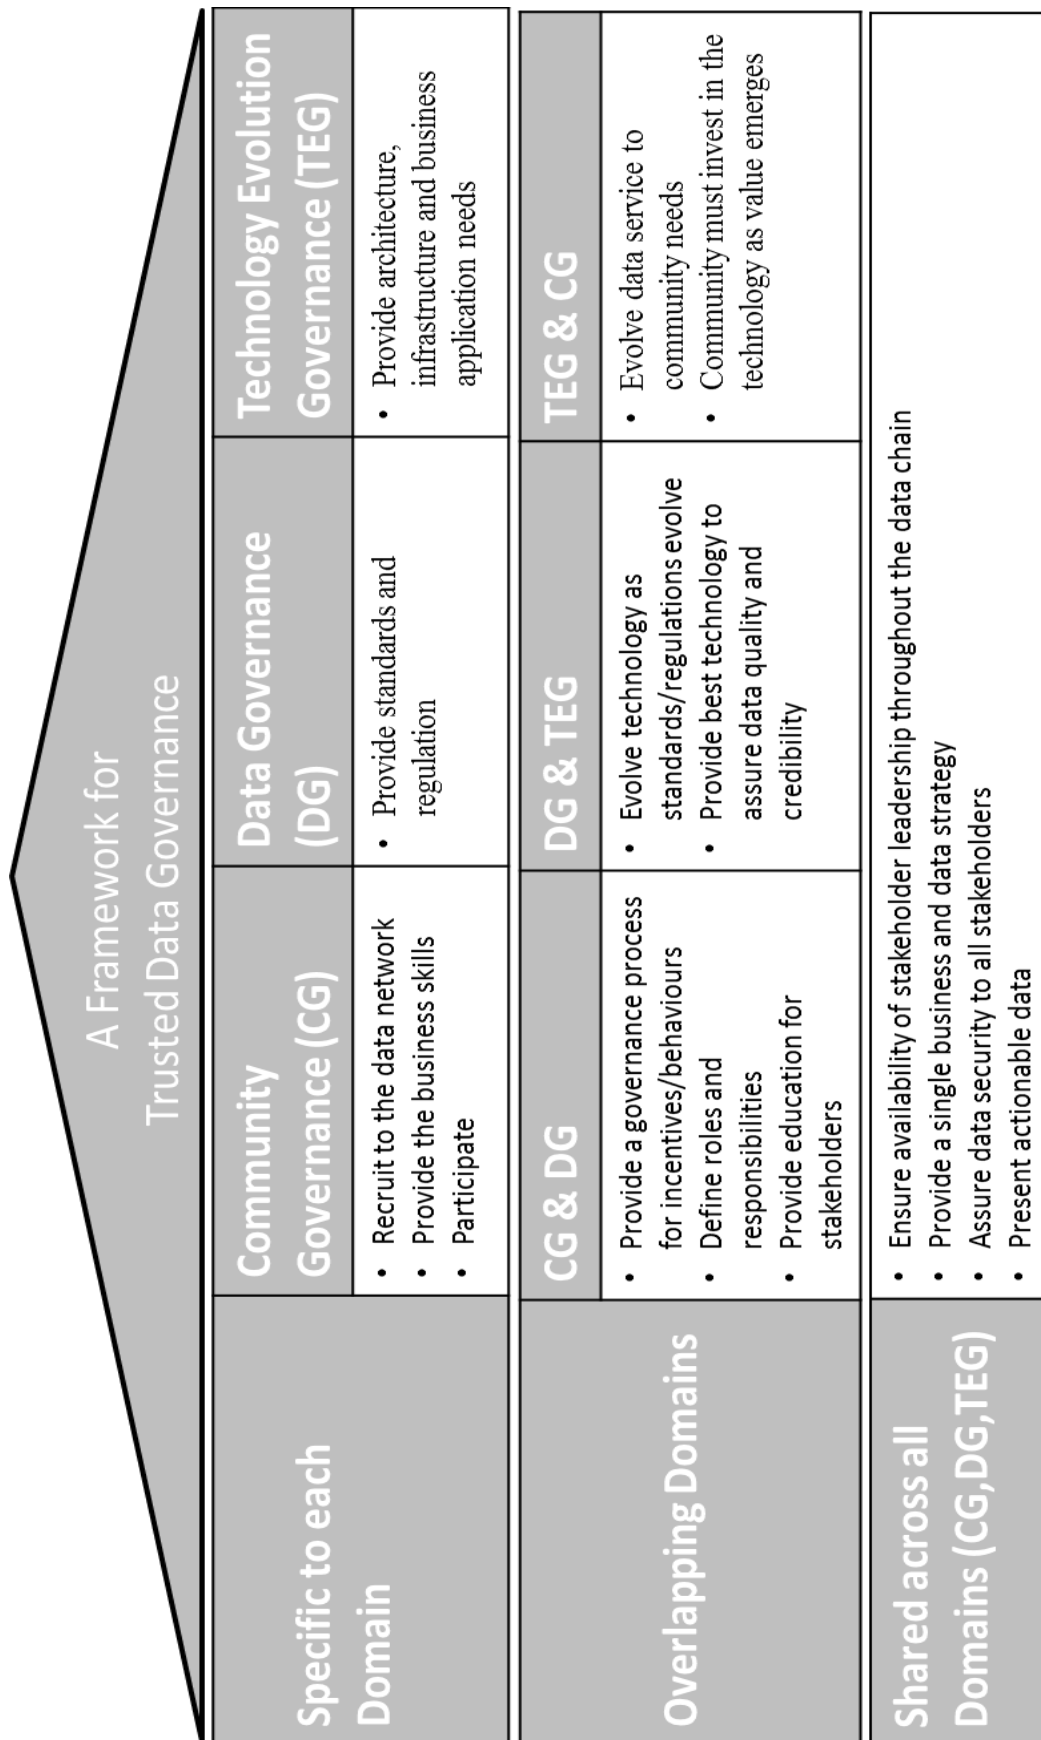 A Framework for
Trusted Data Governance
Specific to each
Domain
Community
Governance (CG)
• Recruit to the data network
• Provide the business skills
• Participate
Data Governance
(DG)
• Provide standards and
regulation
Technology Evolution
Governance (TEG)
• Provide architecture,
infrastructure and business
application needs
Overlapping Domains
CG & DG
• Provide a governance process
for incentives/behaviours
• Define roles and
responsibilities
• Provide education for
stakeholders
DG & TEG
• Evolve technology as
standards/regulations evolve
• Provide best technology to
assure data quality and
credibility
TEG & CG
• Evolve data service to
community needs
• Community must invest in the
technology as value emerges
Shared across all
Domains (CG,DG,TEG)
• Ensure availability of stakeholder leadership throughout the data chain
• Provide a single business and data strategy
• Assure data security to all stakeholders
• Present actionable data